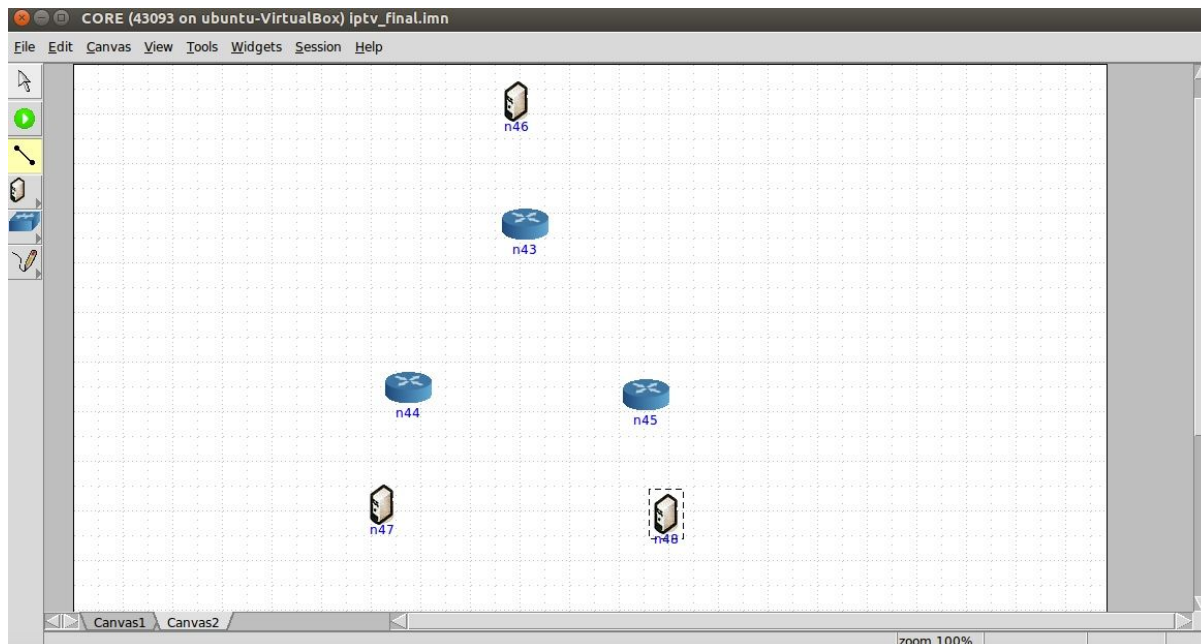 CORE (43093 on ubuntu-VirtualBox) iptv_final.imn
File Edit Canvas View Tools Widgets Session Help
n46
n43
n44
n45
n47
n48
Canvas1 Canvas2
zoom 100%